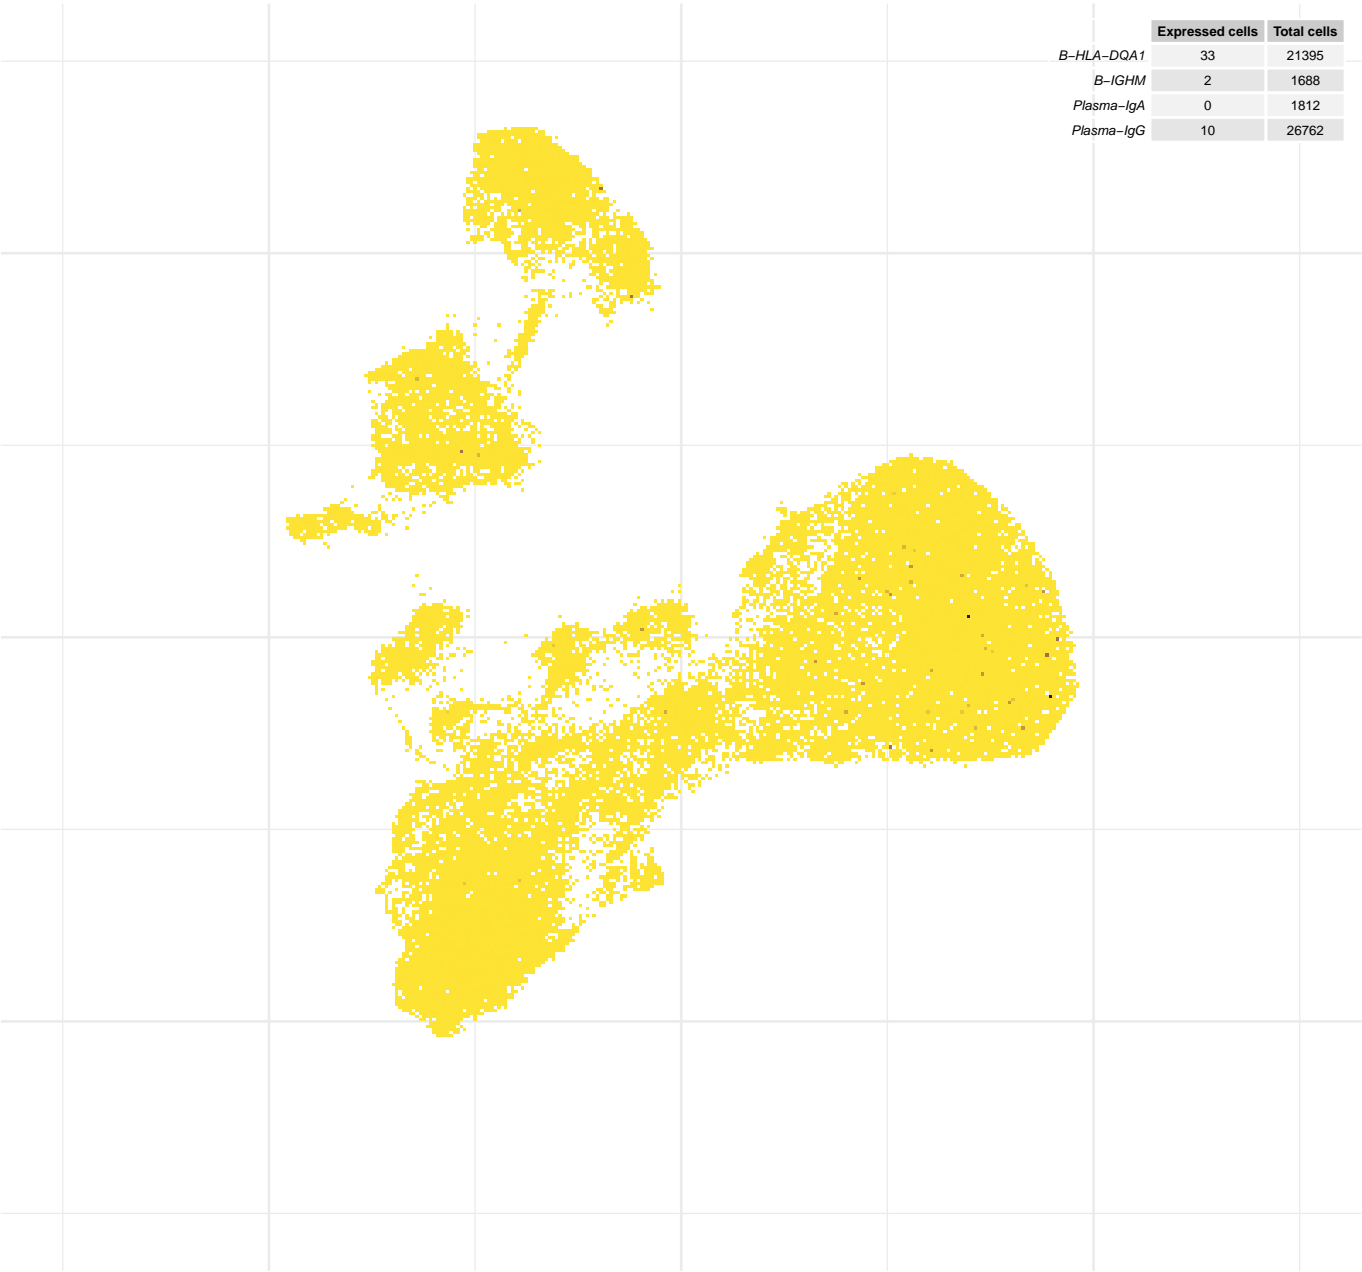 Expressed cells Total cells
B−HLA−DQA1 33 21395
B−IGHM 2 1688
Plasma−IgA 0 1812
Plasma−IgG 10 26762